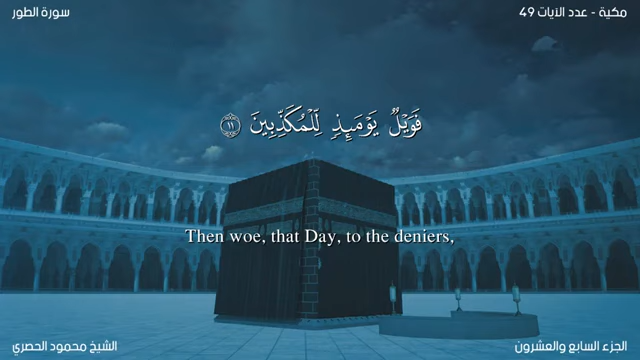 مكية - عدد الآيات 49
سورة الطور
فَوَيْلٌ يَوْمَئِذٍ لِّلْمُكَذِّبِينَ ١١
Then woe, that Day, to the deniers,
الجزء السابع والعشرون
الشيخ محمود الحصري